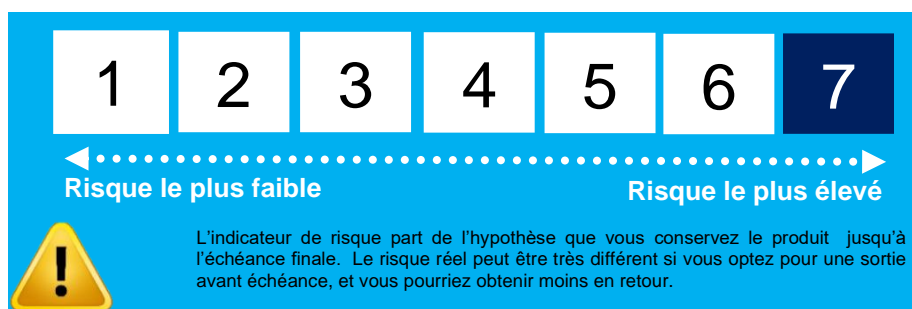 1 2 3 4 5 6 7
Risque le plus faible Risque le plus élevé
L'indicateur de risque part de l'hypothèse que vous conservez le produit jusqu'à
l'échéance finale. Le risque réel peut être très différent si vous optez pour une sortie
avant échéance, et vous pourriez obtenir moins en retour.